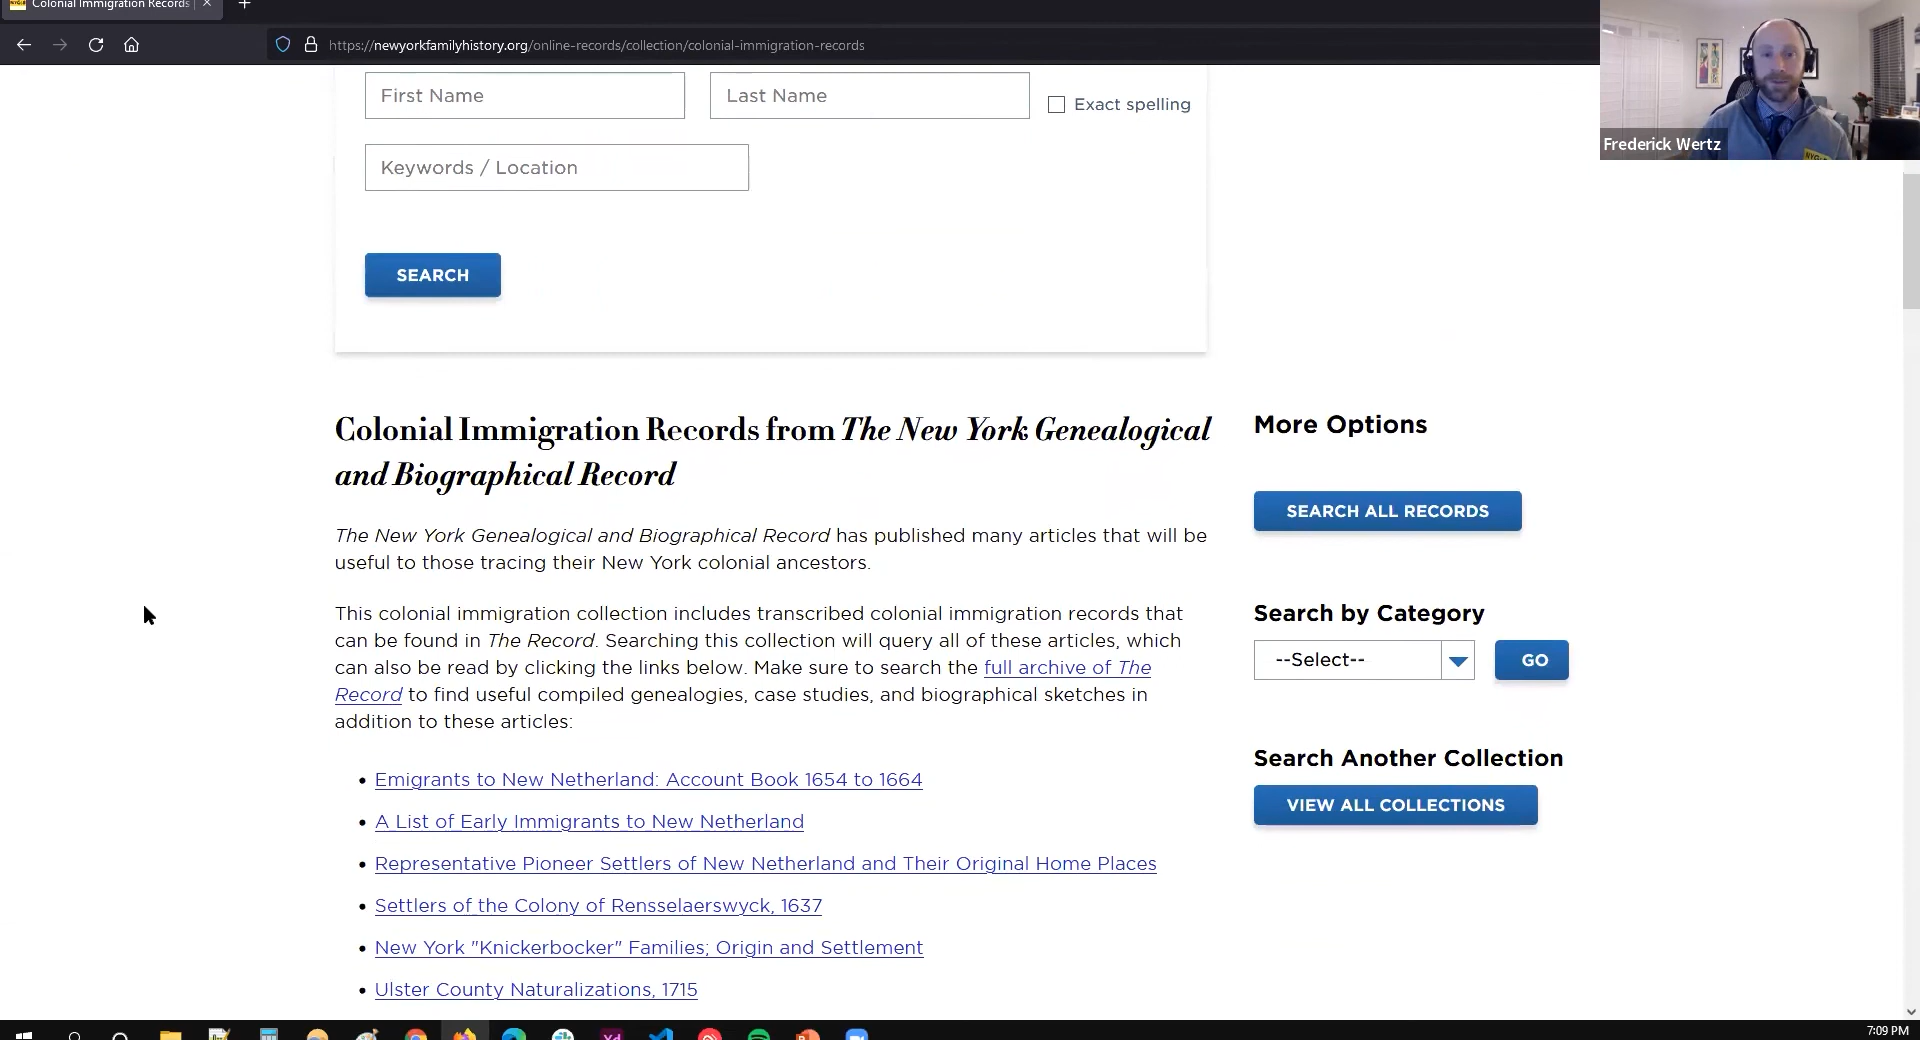 Colonial Immigration Records
https://newyorkfamilyhistory.org/online-records/collection/colonial-immigration-records
Frederick Wertz
First Name
Last Name
Exact spelling
Keywords / Location
SEARCH
Colonial Immigration Records from The New York Genealogical
and Biographical Record
The New York Genealogical and Biographical Record has published many articles that will be
useful to those tracing their New York colonial ancestors.
This colonial immigration collection includes transcribed colonial immigration records that
can be found in The Record. Searching this collection will query all of these articles, which
can also be read by clicking the links below. Make sure to search the full archive of The
Record to find useful compiled genealogies, case studies, and biographical sketches in
addition to these articles:
• Emigrants to New Netherland: Account Book 1654 to 1664
• A List of Early Immigrants to New Netherland
• Representative Pioneer Settlers of New Netherland and Their Original Home Places
• Settlers of the Colony of Rensselaerswyck, 1637
• New York "Knickerbocker" Families; Origin and Settlement
• Ulster County Naturalizations, 1715
More Options
SEARCH ALL RECORDS
Search by Category
--Select--
GO
Search Another Collection
VIEW ALL COLLECTIONS
7:09 PM